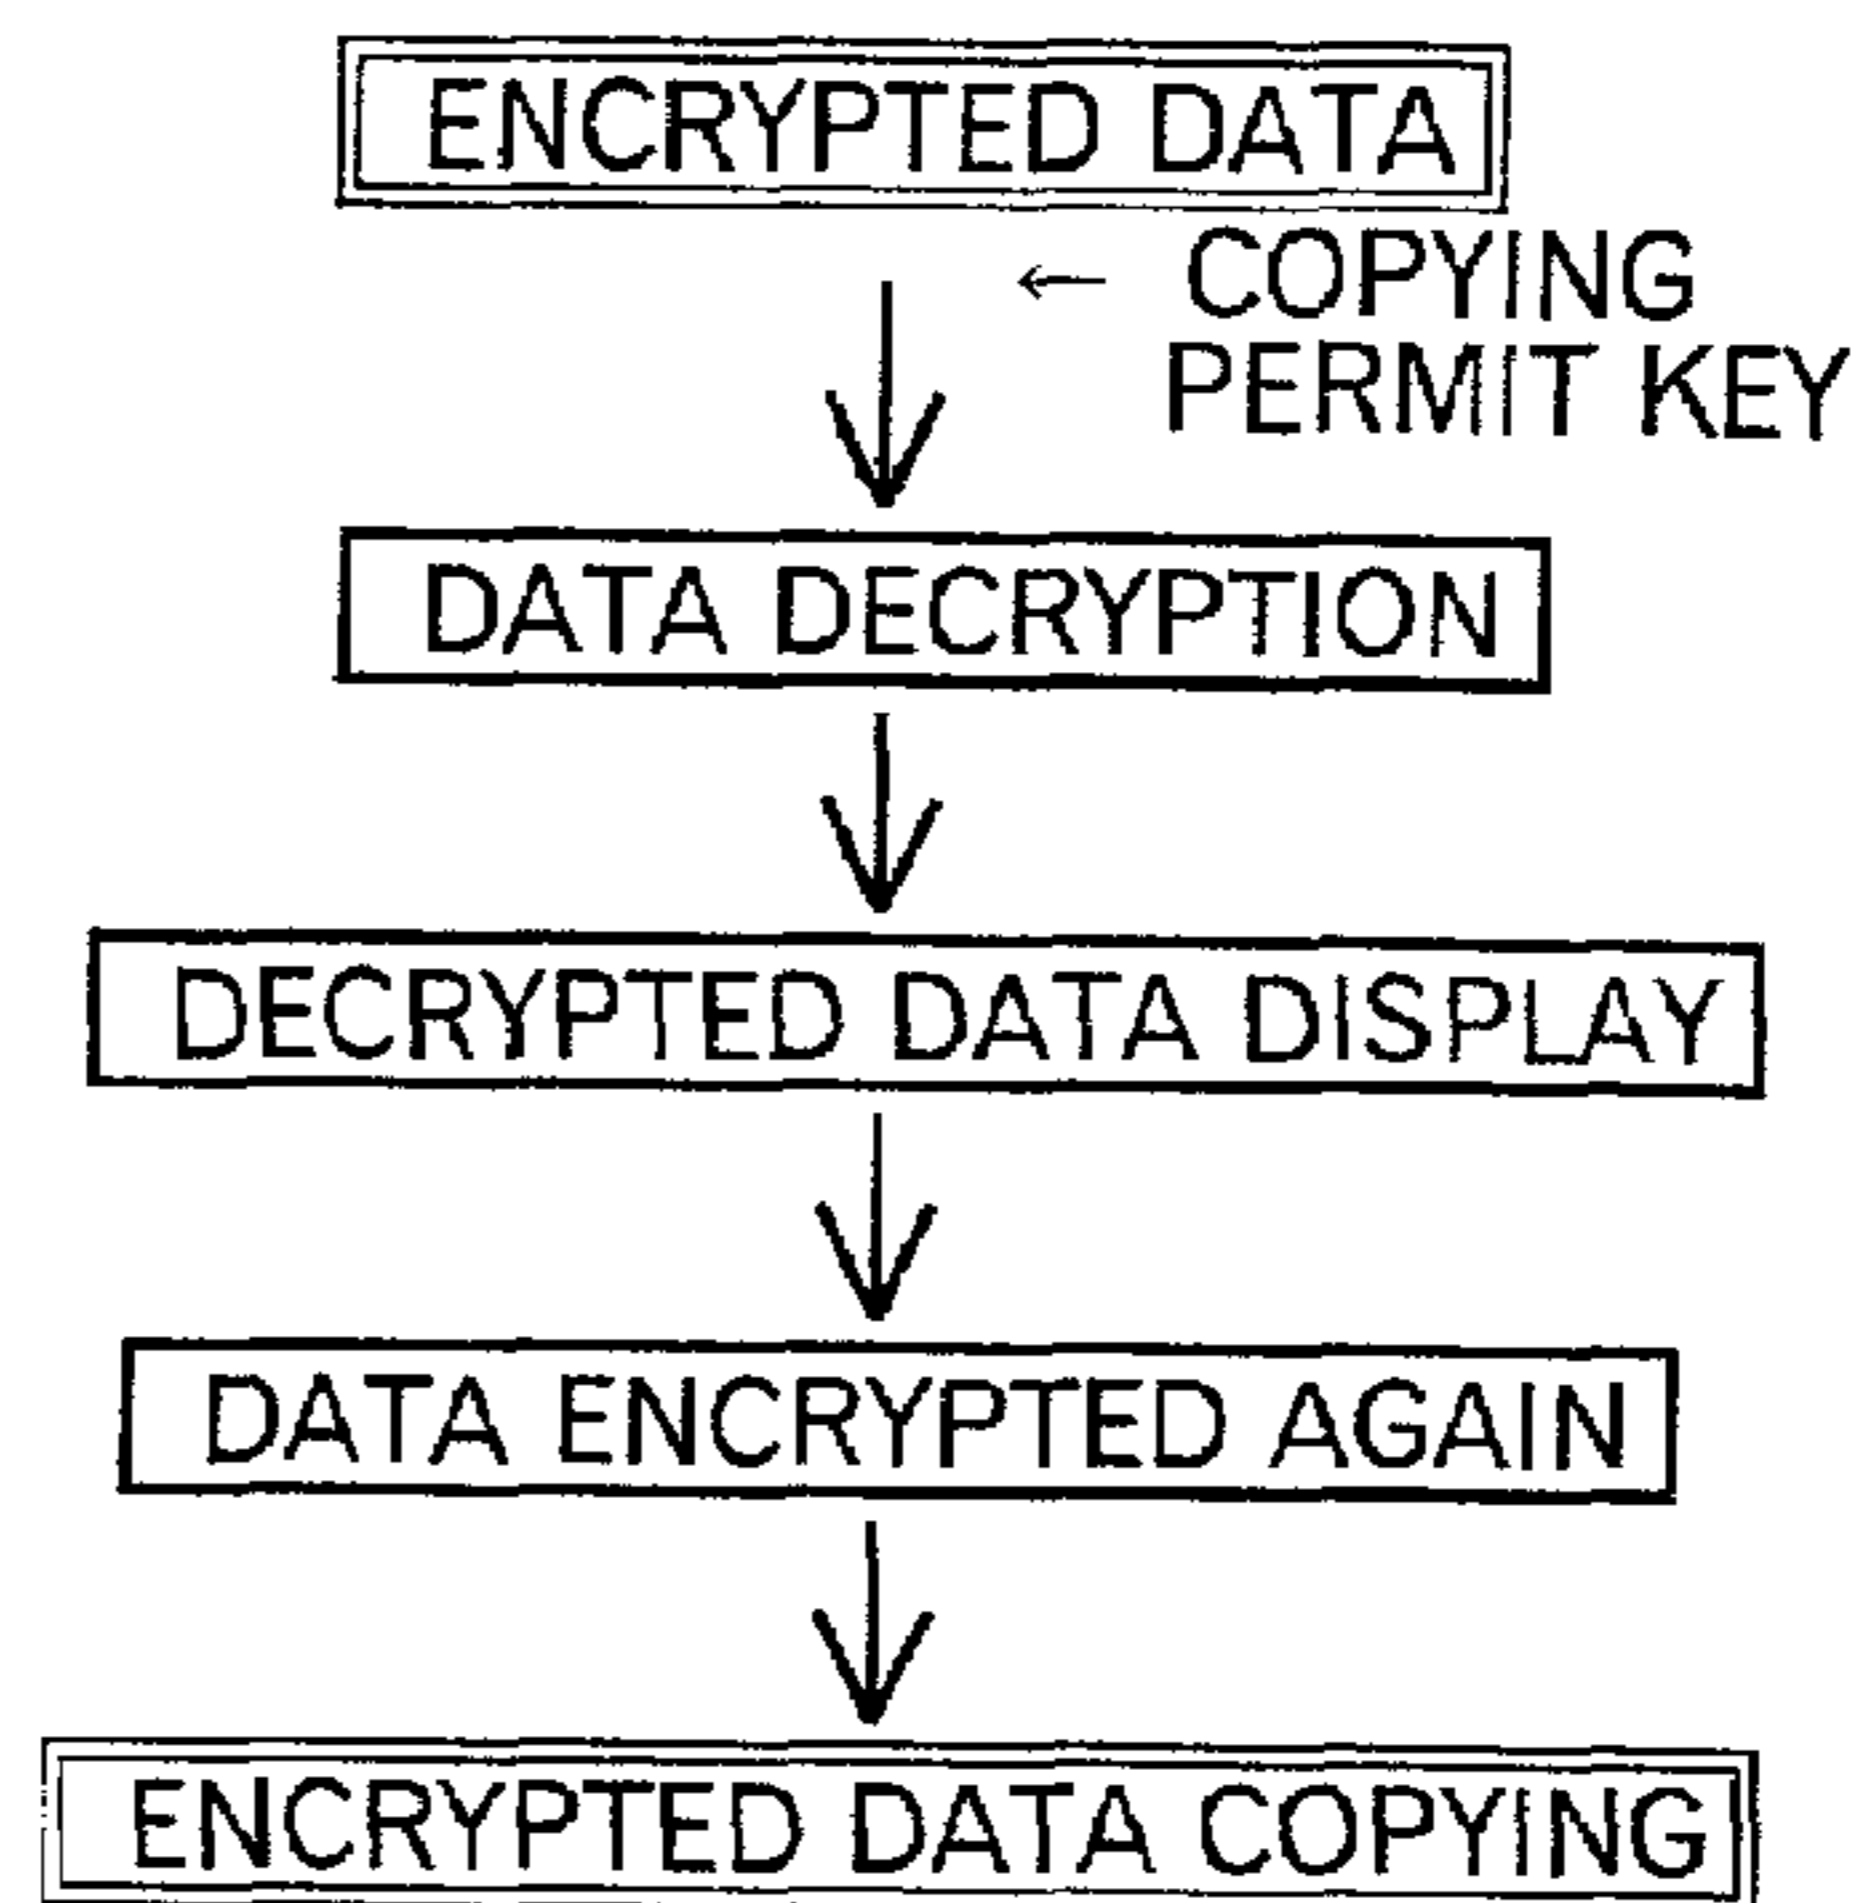 ENCRYPTED DATA
← COPYING
PERMIT KEY
DATA DECRYPTION
DECRYPTED DATA DISPLAY
DATA ENCRYPTED AGAIN
ENCRYPTED DATA COPYING